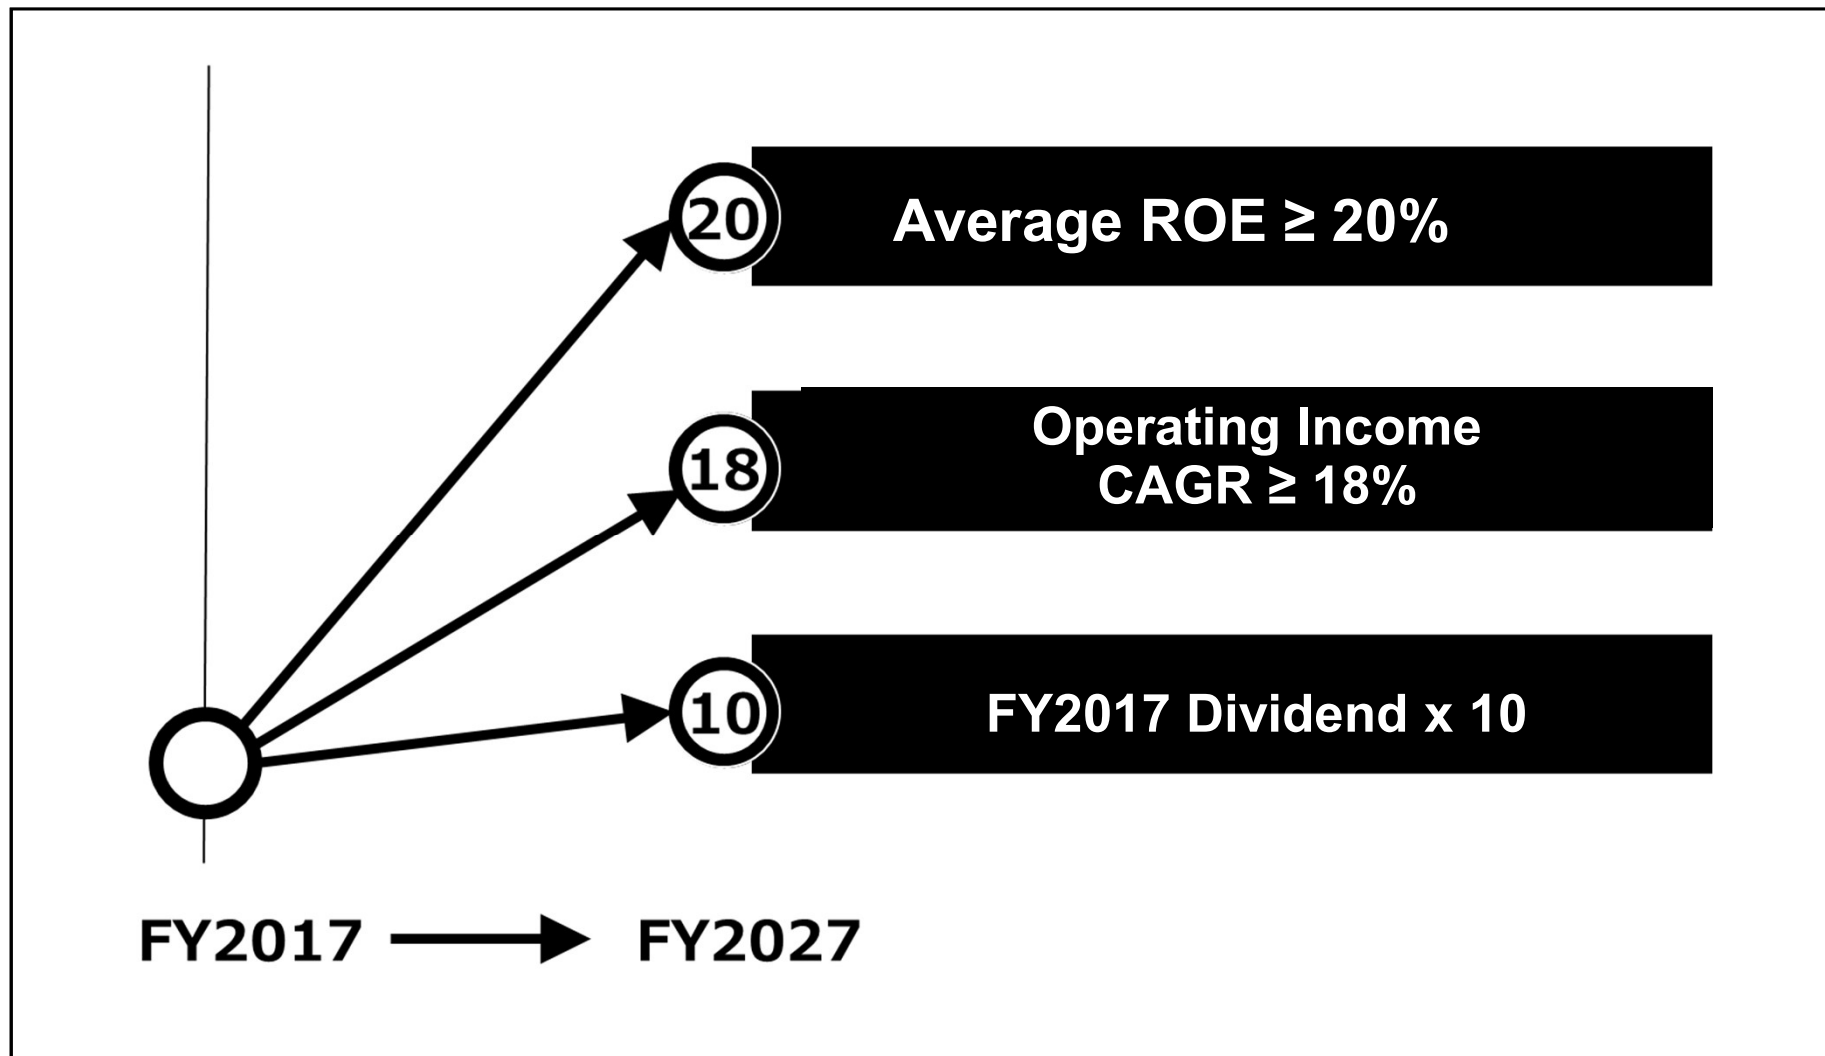 20
Average ROE ≥ 20%
18
Operating Income
CAGR ≥ 18%
10
FY2017 Dividend x 10
FY2017
FY2027